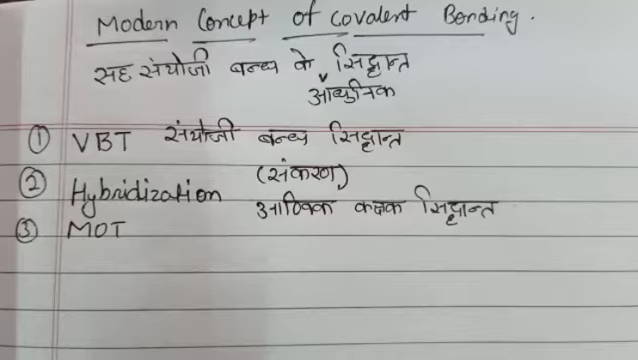 Modern Concept of Covalent Bonding.
सह संयोजी बन्ध के आधुनिक सिद्धान्त
① VBT संयोजी बन्ध सिद्धान्त
② Hybridization (संकरण)
③ MOT आण्विक कक्षक सिद्धान्त